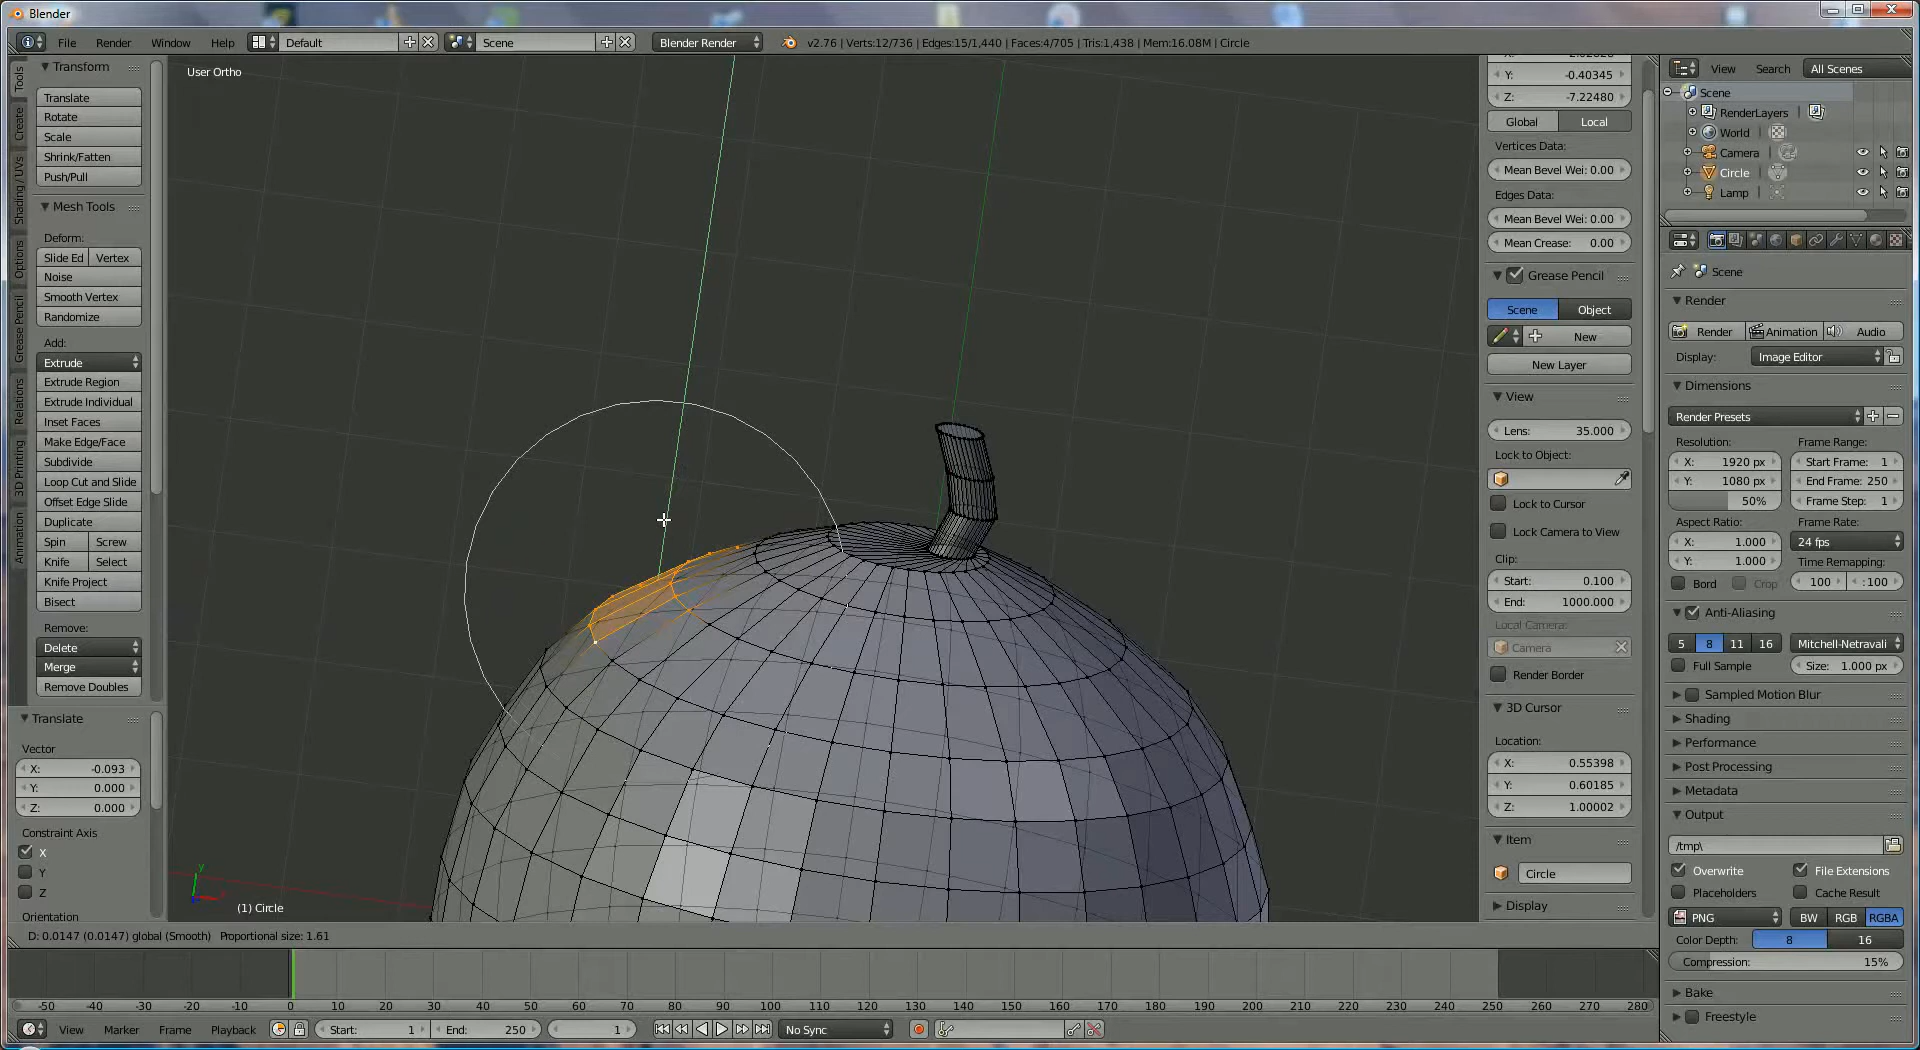 Blender
File Render Window Help Default Scene Blender Render v2.76 | Verts:12/736 | Edges:15/1,440 | Faces:4/705 | Tris:1,438 | Mem:16.08M | Circle
Tools
Create
Shading / UVs
Options
Grease Pencil
Relations
3D Printing
Animation
Transform
Translate
Rotate
Scale
Shrink/Fatten
Push/Pull
Mesh Tools
Deform:
Slide Ed Vertex
Noise
Smooth Vertex
Randomize
Add:
Extrude
Extrude Region
Extrude Individual
Inset Faces
Make Edge/Face
Subdivide
Loop Cut and Slide
Offset Edge Slide
Duplicate
Spin Screw
Knife Select
Knife Project
Bisect
Remove:
Delete
Merge
Remove Doubles
Translate
Vector
X: -0.093
Y: 0.000
Z: 0.000
Constraint Axis
X
Y
Z
Orientation
User Ortho
y
(1) Circle
D: 0.0147 (0.0147) global (Smooth) Proportional size: 1.61
Y: -0.40345
Z: -7.22480
Global Local
Vertices Data:
Mean Bevel Wei: 0.00
Edges Data:
Mean Bevel Wei: 0.00
Mean Crease: 0.00
Grease Pencil
Scene Object
New
New Layer
View
Lens: 35.000
Lock to Object:
Lock to Cursor
Lock Camera to View
Clip:
Start: 0.100
End: 1000.000
Local Camera:
Camera
Render Border
3D Cursor
Location:
X: 0.55398
Y: 0.60185
Z: 1.00002
Item
Circle
Display
View Search All Scenes
Scene
RenderLayers
World
Camera
Circle
Lamp
Scene
Render
Render Animation Audio
Display: Image Editor
Dimensions
Render Presets
Resolution: Frame Range:
X: 1920 px Start Frame: 1
Y: 1080 px End Frame: 250
50% Frame Step: 1
Aspect Ratio: Frame Rate:
X: 1.000 24 fps
Y: 1.000 Time Remapping:
Bord Crop 100 :100
Anti-Aliasing
5 8 11 16 Mitchell-Netravali
Full Sample Size: 1.000 px
Sampled Motion Blur
Shading
Performance
Post Processing
Metadata
Output
/tmp\
Overwrite File Extensions
Placeholders Cache Result
PNG BW RGB RGBA
Color Depth: 8 16
Compression: 15%
Bake
Freestyle
-50 -40 -30 -20 -10 0 10 20 30 40 50 60 70 80 90 100 110 120 130 140 150 160 170 180 190 200 210 220 230 240 250 260 270 280
View Marker Frame Playback Start: 1 End: 250 1 No Sync